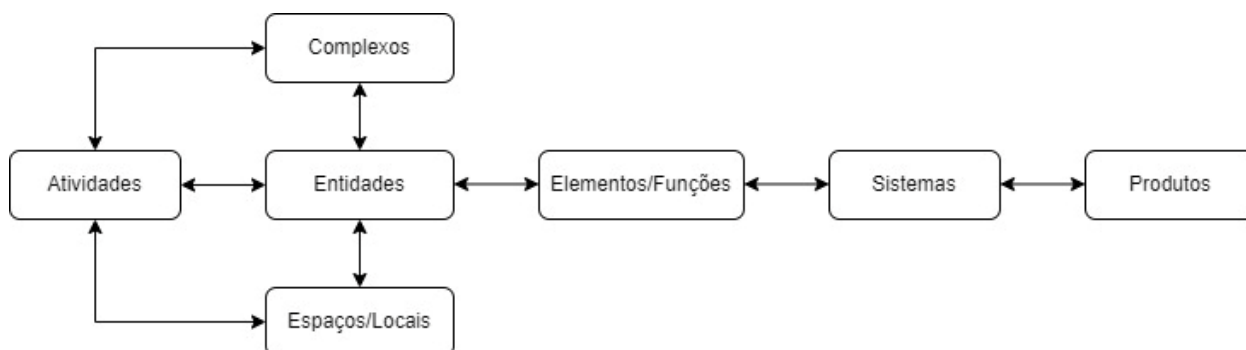 Complexos
Atividades
Entidades
Elementos/Funções
Sistemas
Produtos
Espaços/Locais